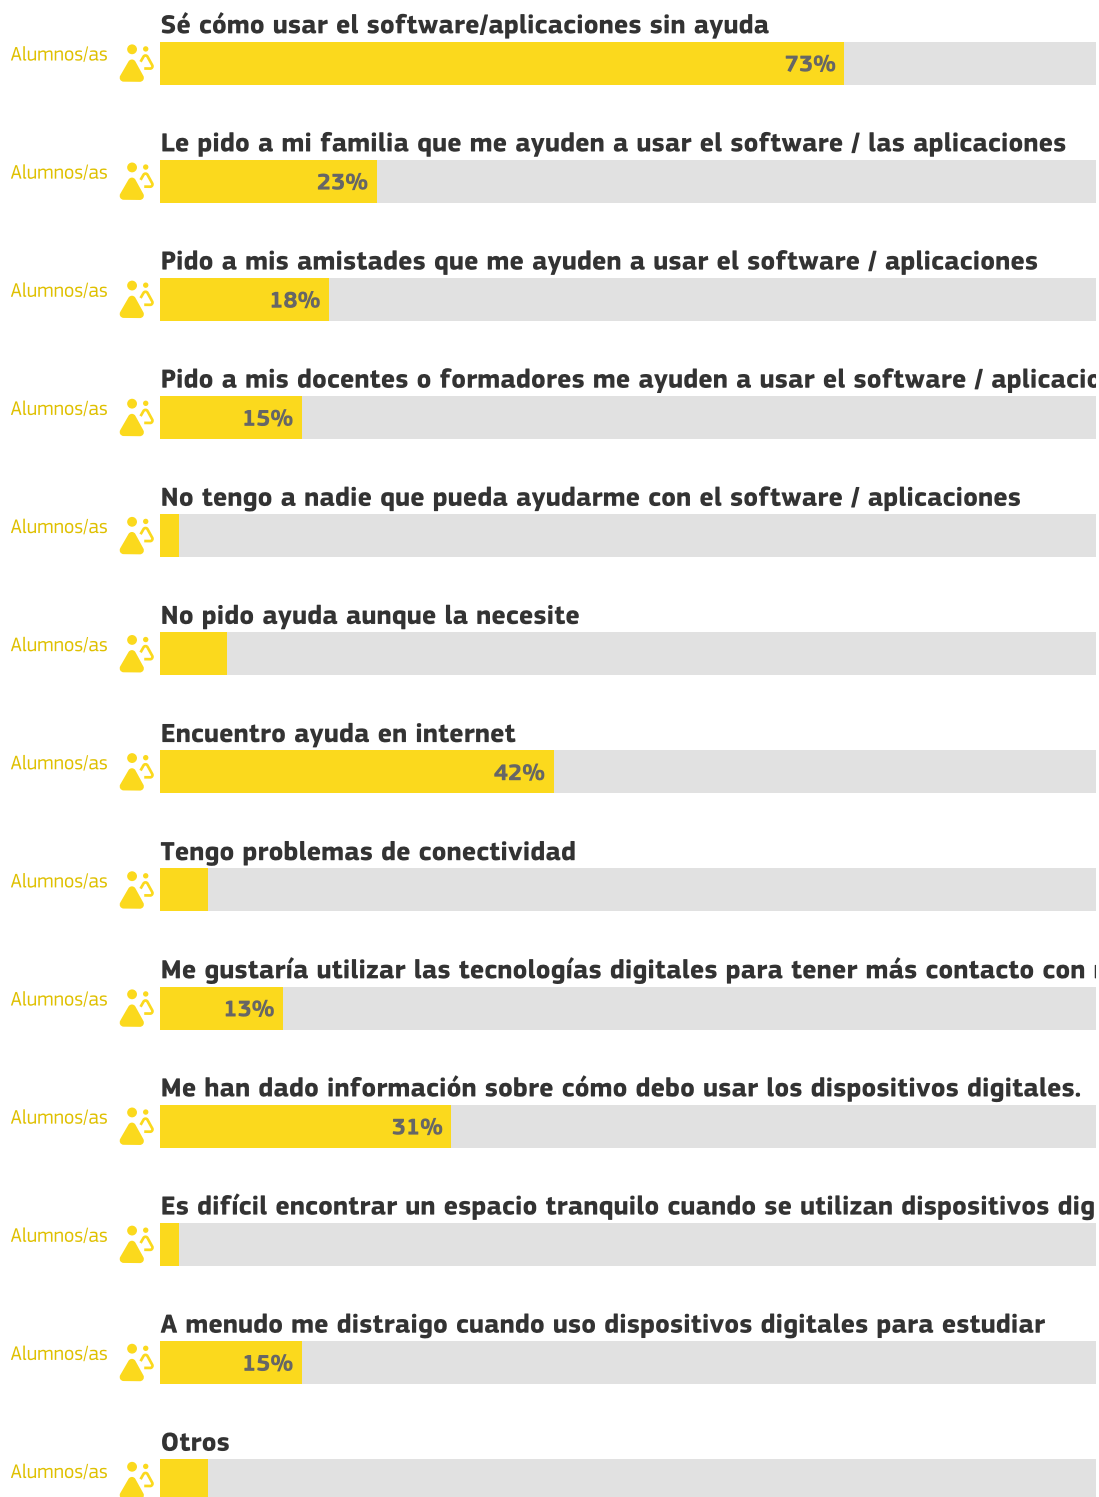 Sé cómo usar el software/aplicaciones sin ayuda
Alumnos/as
73%
Le pido a mi familia que me ayuden a usar el software / las aplicaciones
Alumnos/as
23%
Pido a mis amistades que me ayuden a usar el software / aplicaciones
Alumnos/as
18%
Pido a mis docentes o formadores me ayuden a usar el software / aplicacio
Alumnos/as
15%
No tengo a nadie que pueda ayudarme con el software / aplicaciones
Alumnos/as
No pido ayuda aunque la necesite
Alumnos/as
Encuentro ayuda en internet
Alumnos/as
42%
Tengo problemas de conectividad
Alumnos/as
Me gustaría utilizar las tecnologías digitales para tener más contacto con
Alumnos/as
13%
Me han dado información sobre cómo debo usar los dispositivos digitales.
Alumnos/as
31%
Es difícil encontrar un espacio tranquilo cuando se utilizan dispositivos dig
Alumnos/as
A menudo me distraigo cuando uso dispositivos digitales para estudiar
Alumnos/as
15%
Otros
Alumnos/as